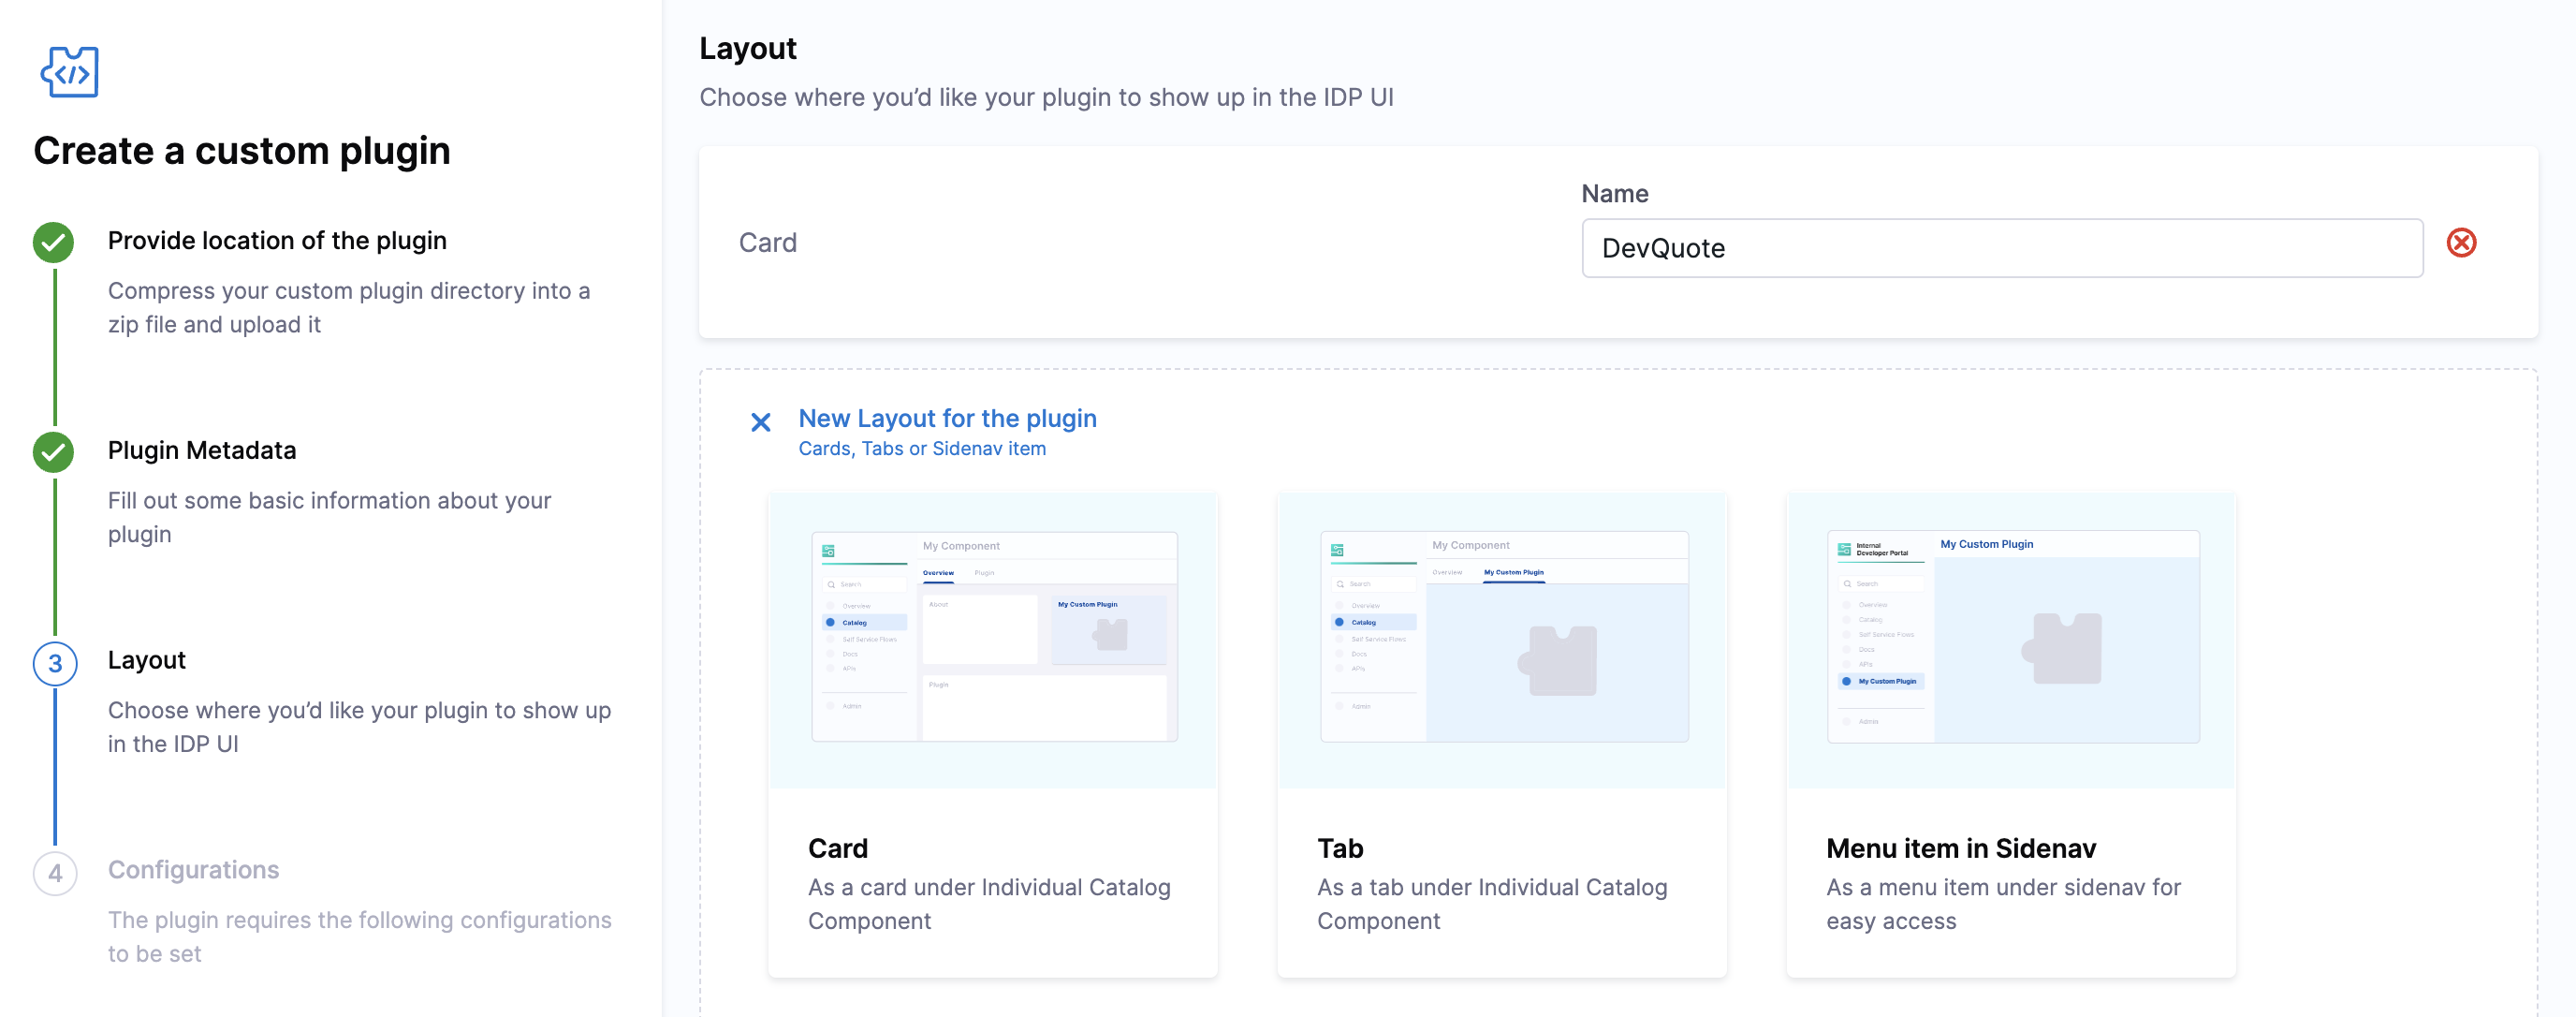 Create a custom plugin
Provide location of the plugin
Compress your custom plugin directory into a
zip file and upload it
Plugin Metadata
Fill out some basic information about your
plugin
3
Layout
Choose where you’d like your plugin to show up
in the IDP UI
4
Configurations
The plugin requires the following configurations
to be set
Layout
Choose where you’d like your plugin to show up in the IDP UI
Card
Name
DevQuote
New Layout for the plugin
Cards, Tabs or Sidenav item
My Component
Overview
Plugin
Search
Overview
Catalog
Self Service Flows
Docs
APIs
Admin
About
My Custom Plugin
Plugin
Card
As a card under Individual Catalog
Component
My Component
Overview
My Custom Plugin
Search
Overview
Catalog
Self Service Flows
Docs
APIs
Admin
Tab
As a tab under Individual Catalog
Component
Internal
Developer Portal
My Custom Plugin
Search
Overview
Catalog
Self Service Flows
Docs
APIs
My Custom Plugin
Admin
Menu item in Sidenav
As a menu item under sidenav for
easy access